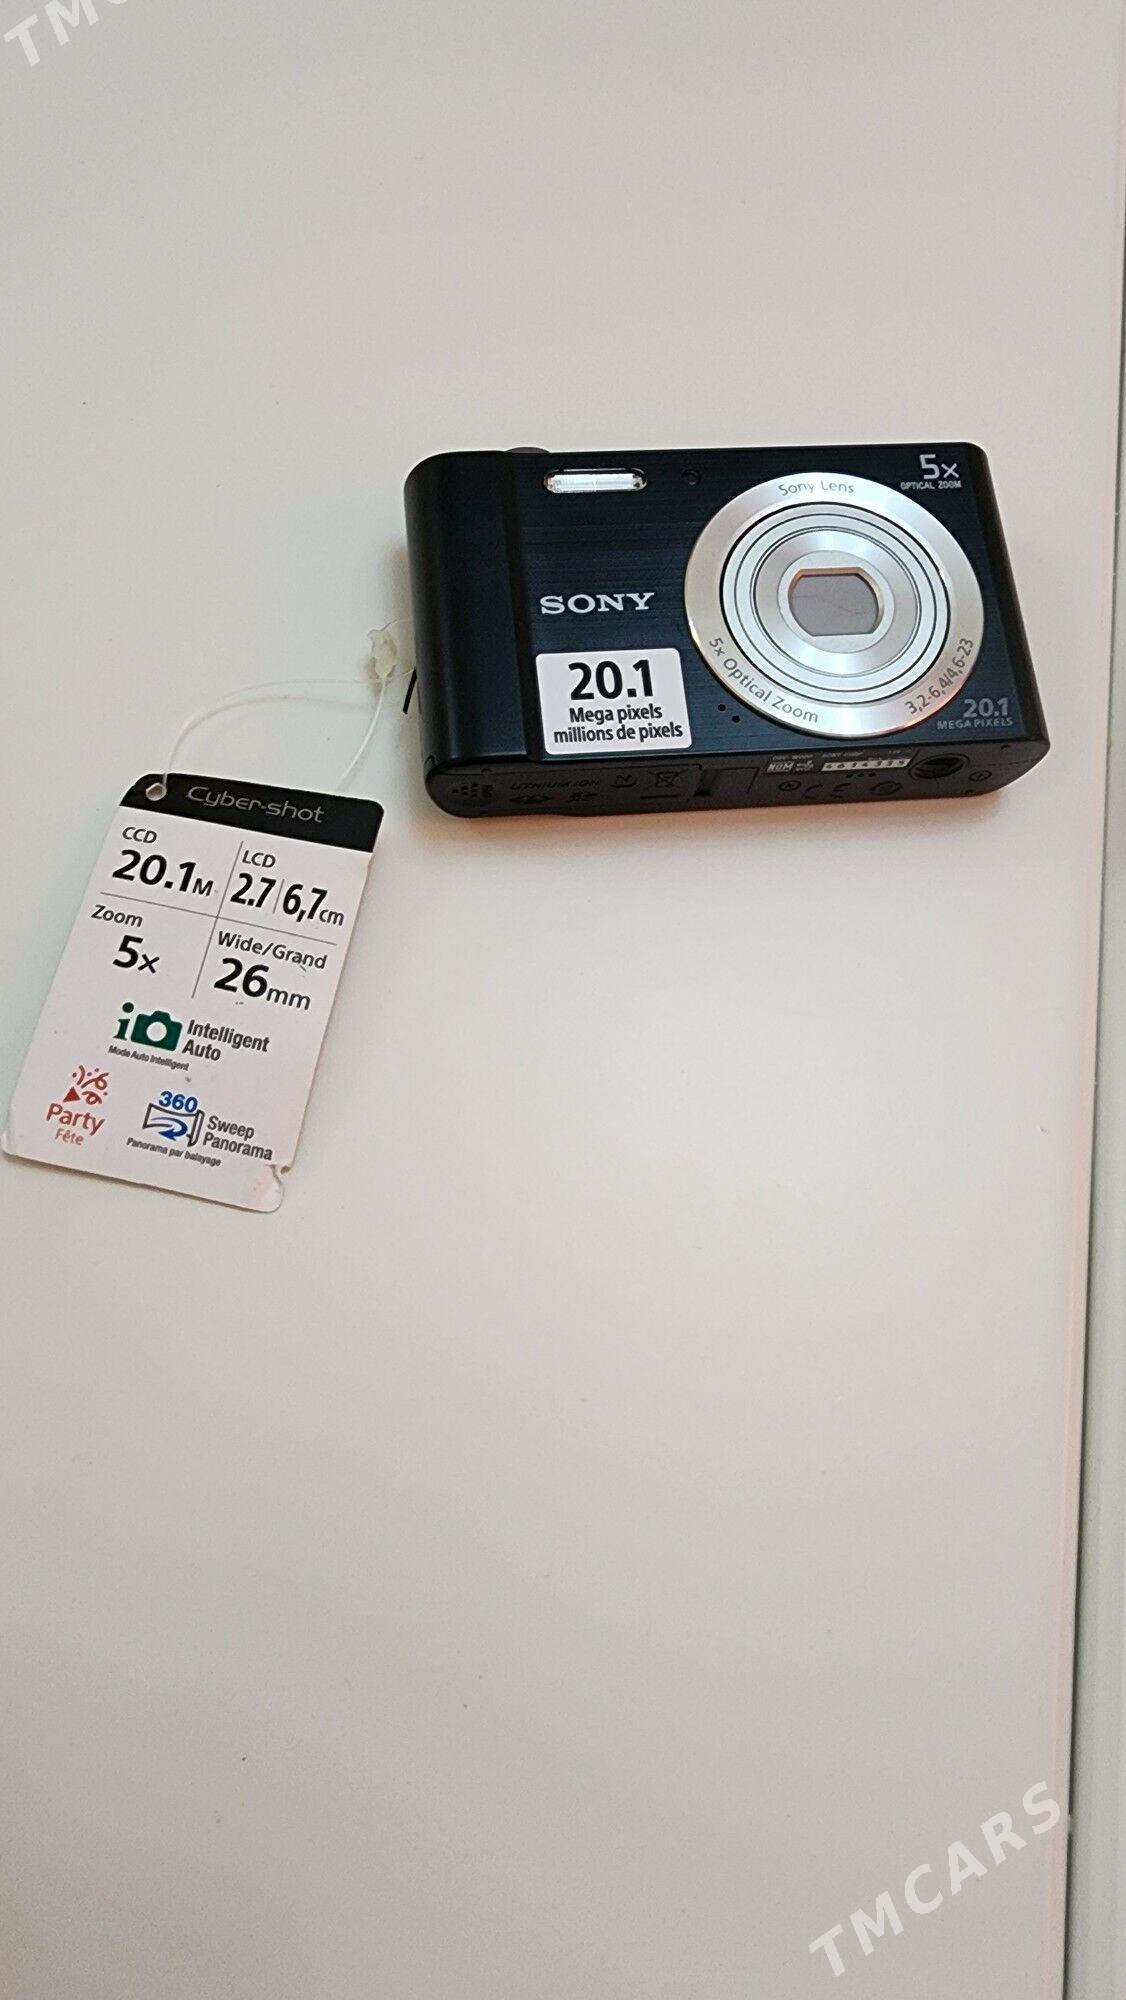 5x
OPTICAL ZOOM
Sony Lens
SONY
5x Optical Zoom
3,2-6,4/4,6-23
20.1
Mega pixels
millions de pixels
20.1
MEGA PIXELS
LITHIUM ION
NOM
6614335
Cyber-shot
CCD
20.1M
LCD
2.7 | 6,7cm
Zoom
5x
Wide/Grand
26mm
Intelligent
Auto
Mode Auto Intelligent
Party
Fête
360
Sweep
Panorama
Panorama par balayage
TMCARS